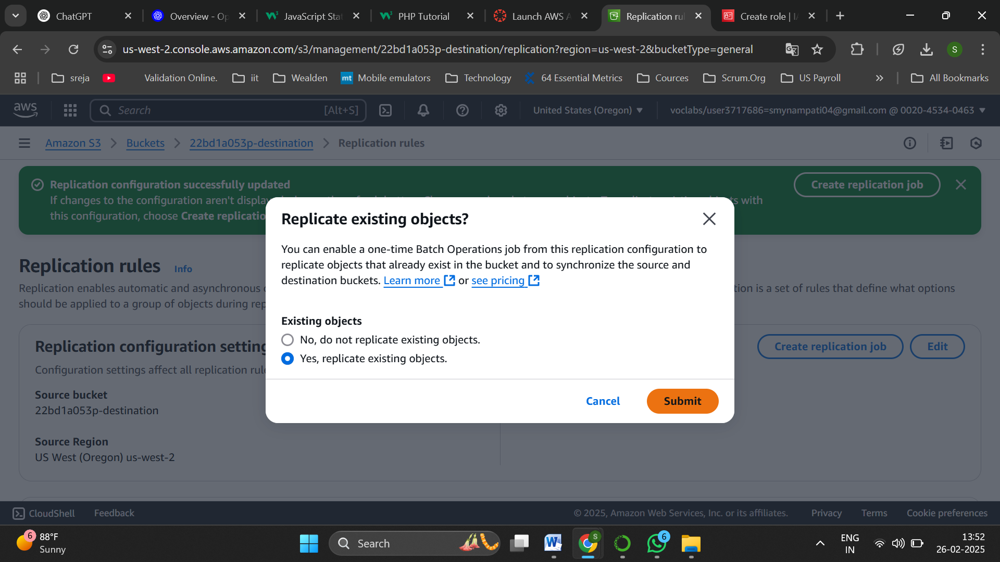 ChatGPT
Overview - Op
JavaScript Stat
PHP Tutorial
Launch AWS A
Replication rul
Create role | IA
us-west-2.console.aws.amazon.com/s3/management/22bd1a053p-destination/replication?region=us-west-2&bucketType=general
S
sreja
Validation Online.
iit
Wealden
mt
Mobile emulators
Technology
64 Essential Metrics
Cources
Scrum.Org
US Payroll
»
All Bookmarks
aws
Search
[Alt+S]
United States (Oregon)
voclabs/user3717686=smynampati04@gmail.com @ 0020-4534-0463
Amazon S3
Buckets
22bd1a053p-destination
Replication rules
Replication configuration successfully updated
If changes to the configuration aren't
this configuration, choose Create
Create replication job
Replicate existing objects?
You can enable a one-time Batch Operations job from this replication configuration to
replicate objects that already exist in the bucket and to synchronize the source and
destination buckets. Learn more or see pricing
Existing objects
No, do not replicate existing objects.
Yes, replicate existing objects.
Cancel
Submit
Replication rules
Info
Replication enables automatic and asynchronous
tion is a set of rules that define what options
should be applied to a group of objects during rep
Replication configuration setting
Create replication job
Edit
Configuration settings affect all replication rul
Source bucket
22bd1a053p-destination
Source Region
US West (Oregon) us-west-2
CloudShell
Feedback
© 2025, Amazon Web Services, Inc. or its affiliates.
Privacy
Terms
Cookie preferences
6
88°F
Sunny
Search
W
S
6
ENG
IN
13:52
26-02-2025